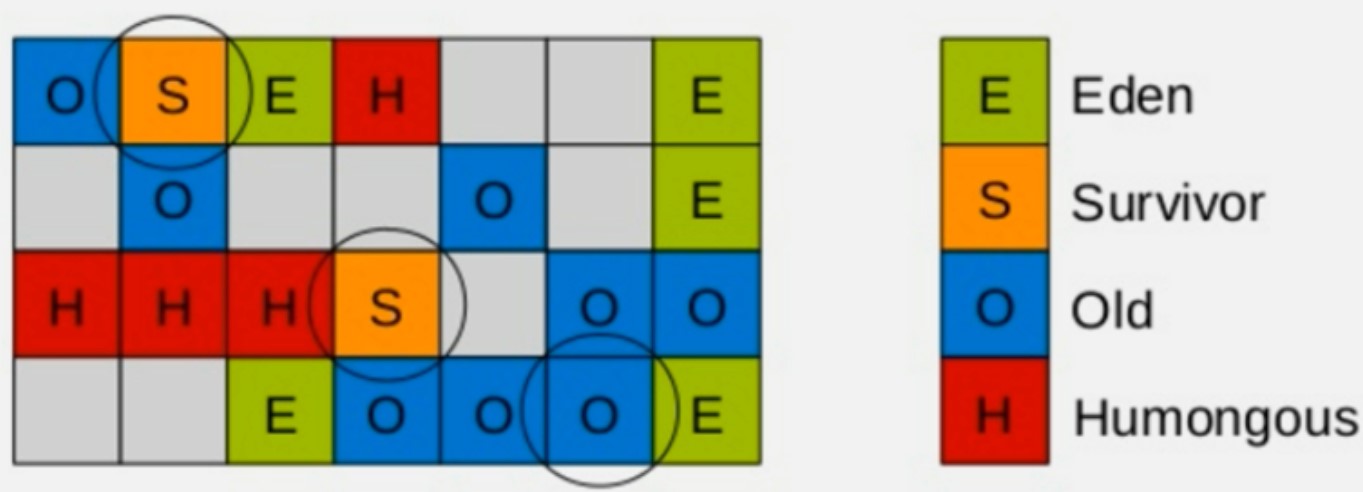 O S E H E
O O E
H H H S O O
E O O O E
E Eden
S Survivor
O Old
H Humongous